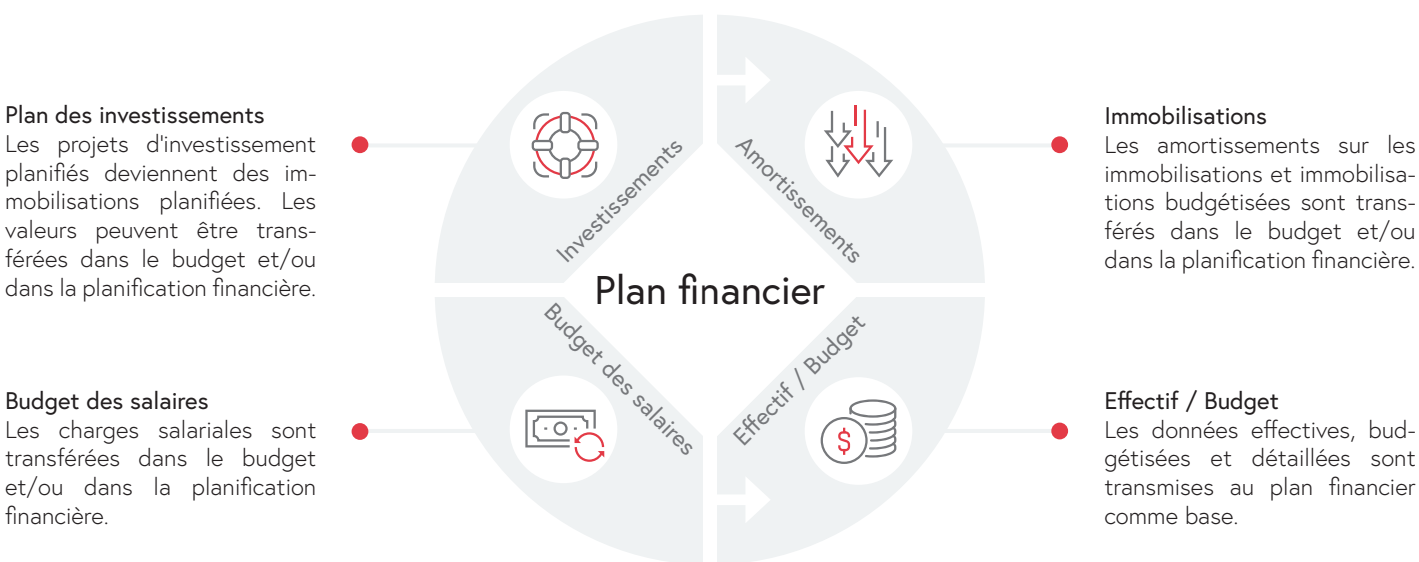 Plan des investissements
Les projets d'investissement
planifiés deviennent des im-
mobilisations planifiées. Les
valeurs peuvent être trans-
férées dans le budget et/ou
dans la planification financière.
Budget des salaires
Les charges salariales sont
transférées dans le budget
et/ou dans la planification
financière.
Investissements
Amortissements
Plan financier
Budget des salaires
Effectif / Budget
$
Immobilisations
Les amortissements sur les
immobilisations et immobilisa-
tions budgétisées sont trans-
férés dans le budget et/ou
dans la planification financière.
Effectif / Budget
Les données effectives, bud-
gétisées et détaillées sont
transmises au plan financier
comme base.